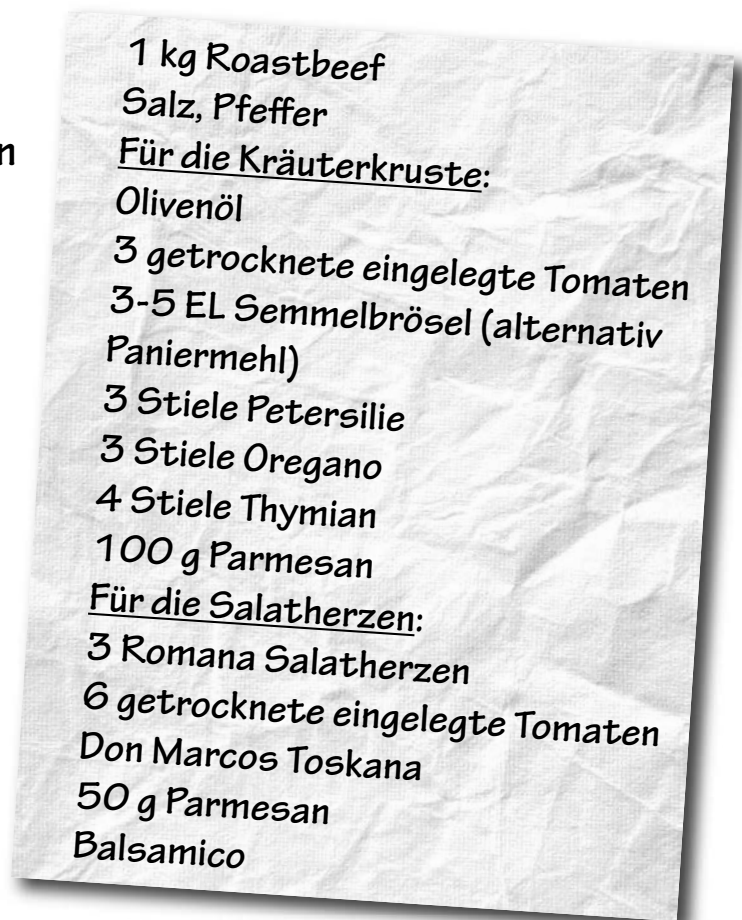 1 kg Roastbeef
Salz, Pfeffer
Für die Kräuterkruste:
Olivenöl
3 getrocknete eingelegte Tomaten
3-5 EL Semmelbrösel (alternativ
Paniermehl)
3 Stiele Petersilie
3 Stiele Oregano
4 Stiele Thymian
100 g Parmesan
Für die Salatherzen:
3 Romana Salatherzen
6 getrocknete eingelegte Tomaten
Don Marcos Toskana
50 g Parmesan
Balsamico